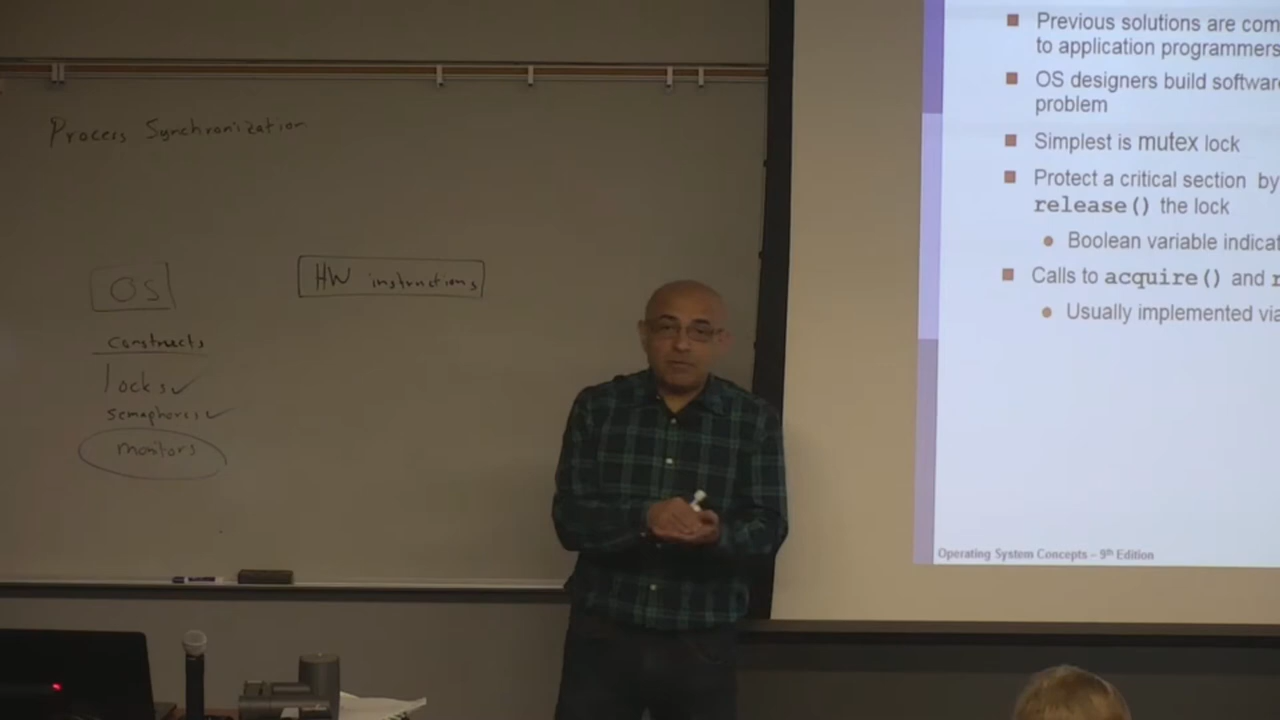 Process Synchronization
OS
HW instructions
constructs
locks ✓
semaphores ✓
monitors
Previous solutions are com
to application programmers
OS designers build software
problem
Simplest is mutex lock
Protect a critical section by
release() the lock
Boolean variable indicat
Calls to acquire() and r
Usually implemented via
Operating System Concepts – 9th Edition